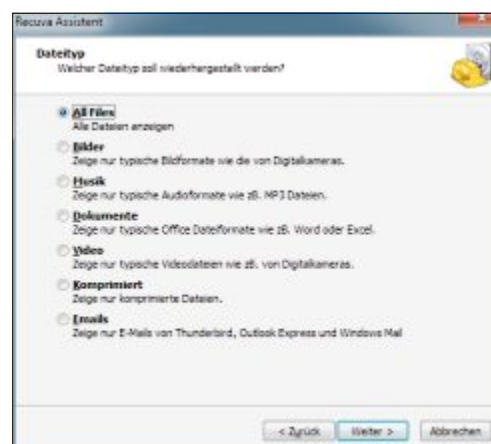 Recuva Assistent
Dateityp
Welcher Dateityp soll wiederhergestellt werden?
All Files
Alle Dateien anzeigen
Bilder
Zeige nur typische Bildformate wie die von Digitalkameras.
Musik
Zeige nur typische Audioformate wie zB. MP3 Dateien.
Dokumente
Zeige nur typische Office Dateiformate wie zB. Word oder Excel.
Video
Zeige nur typische Videodateien wie zB. von Digitalkameras.
Komprimiert
Zeige nur komprimierte Dateien.
Emails
Zeige nur E-Mails von Thunderbird, Outlook Express und Windows Mail
< Zurück Weiter > Abbrechen